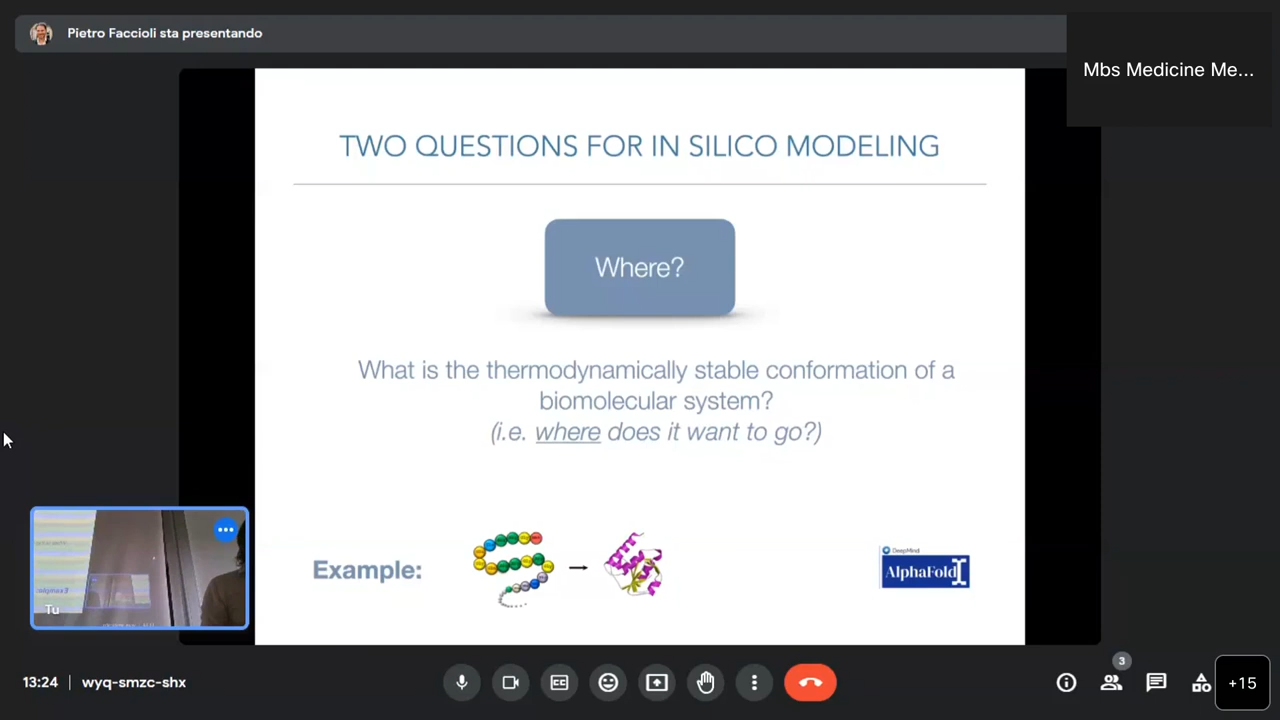 Pietro Faccioli sta presentando
Mbs Medicine Me...
TWO QUESTIONS FOR IN SILICO MODELING
Where?
What is the thermodynamically stable conformation of a
biomolecular system?
(i.e. where does it want to go?)
Example:
DeepMind
AlphaFold
Tu
13:24 | wyq-smzc-shx
3
+15